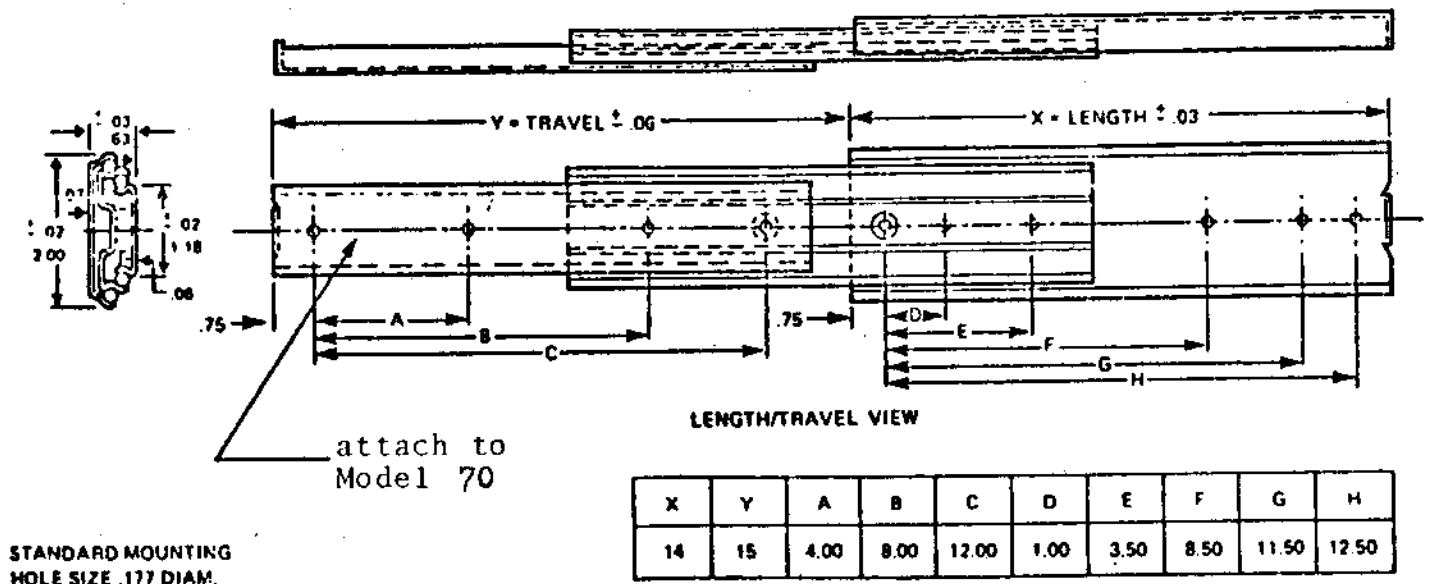 Y = TRAVEL ± .06
X = LENGTH ± .03
± .03
.63
± .02
2.00
± .02
1.18
.06
.75
A
B
C
.75
D
E
F
G
H
LENGTH/TRAVEL VIEW
attach to
Model 70
X Y A B C D E F G H
14 15 4.00 8.00 12.00 1.00 3.50 8.50 11.50 12.50
STANDARD MOUNTING
HOLE SIZE .177 DIAM.